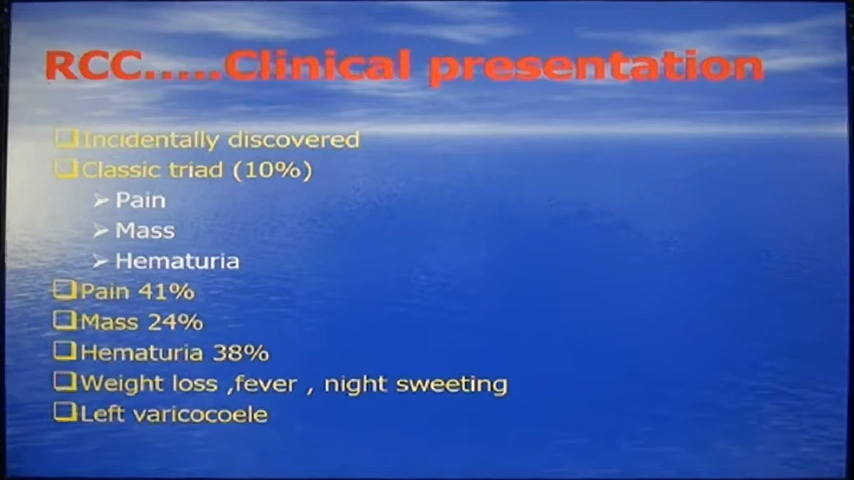 RCC.....Clinical presentation
Incidentally discovered
Classic triad (10%)
Pain
Mass
Hematuria
Pain 41%
Mass 24%
Hematuria 38%
Weight loss ,fever , night sweeting
Left varicocoele